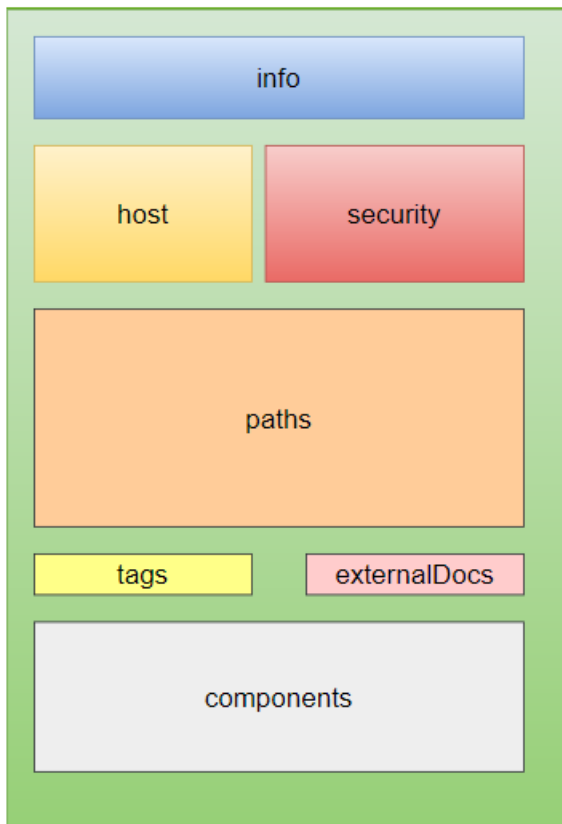 info
host
security
paths
tags
externalDocs
components